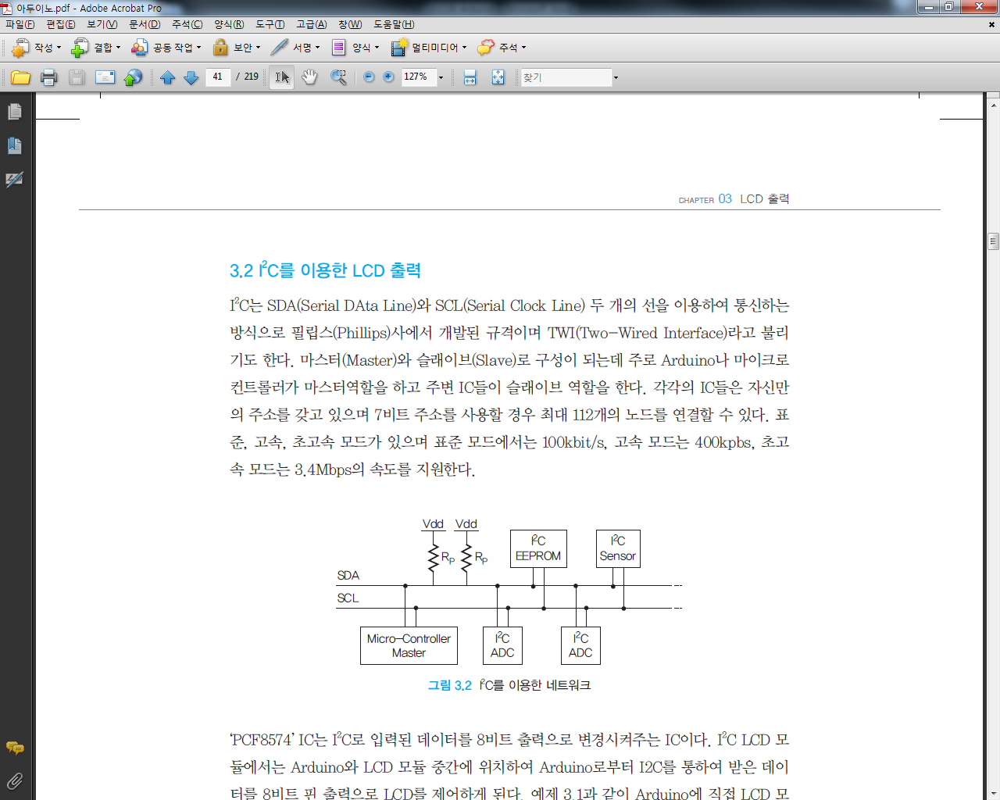 아두이노.pdf - Adobe Acrobat Pro
파일(F) 편집(E) 보기(V) 문서(D) 주석(C) 양식(R) 도구(T) 고급(A) 창(W) 도움말(H)
작성 결합 공동 작업 보안 서명 양식 멀티미디어 주석
41 / 219 127% 찾기
CHAPTER 03 LCD 출력
3.2 I²C를 이용한 LCD 출력
I²C는 SDA(Serial DAta Line)와 SCL(Serial Clock Line) 두 개의 선을 이용하여 통신하는
방식으로 필립스(Phillips)사에서 개발된 규격이며 TWI(Two-Wired Interface)라고 불리
기도 한다. 마스터(Master)와 슬래이브(Slave)로 구성이 되는데 주로 Arduino나 마이크로
컨트롤러가 마스터역할을 하고 주변 IC들이 슬래이브 역할을 한다. 각각의 IC들은 자신만
의 주소를 갖고 있으며 7비트 주소를 사용할 경우 최대 112개의 노드를 연결할 수 있다. 표
준, 고속, 초고속 모드가 있으며 표준 모드에서는 100kbit/s, 고속 모드는 400kpbs, 초고
속 모드는 3.4Mbps의 속도를 지원한다.
Vdd Vdd
Rp Rp
I²C
EEPROM
I²C
Sensor
SDA
SCL
Micro-Controller
Master
I²C
ADC
I²C
ADC
그림 3.2 I²C를 이용한 네트워크
‘PCF8574’ IC는 I²C로 입력된 데이터를 8비트 출력으로 변경시켜주는 IC이다. I²C LCD 모
듈에서는 Arduino와 LCD 모듈 중간에 위치하여 Arduino로부터 I2C를 통하여 받은 데이
터를 8비트 핀 출력으로 LCD를 제어하게 된다. 예제 3.1과 같이 Arduino에 직접 LCD 모